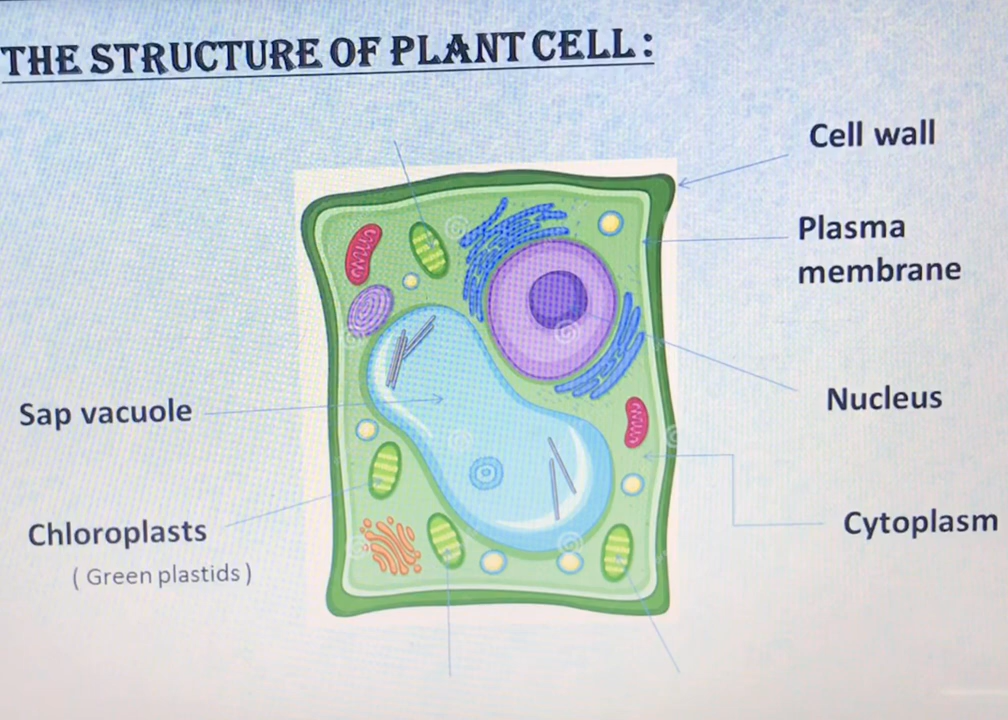 THE STRUCTURE OF PLANT CELL :
Cell wall
Plasma
membrane
Nucleus
Cytoplasm
Sap vacuole
Chloroplasts
( Green plastids )